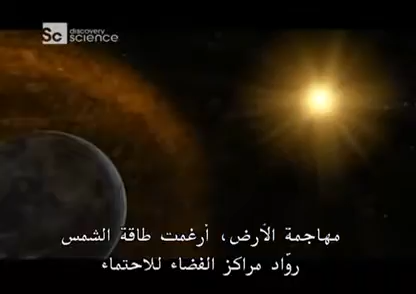 Sc discovery
science
مهاجمة الأرض، أرغمت طاقة الشمس
روّاد مراكز الفضاء للاحتماء